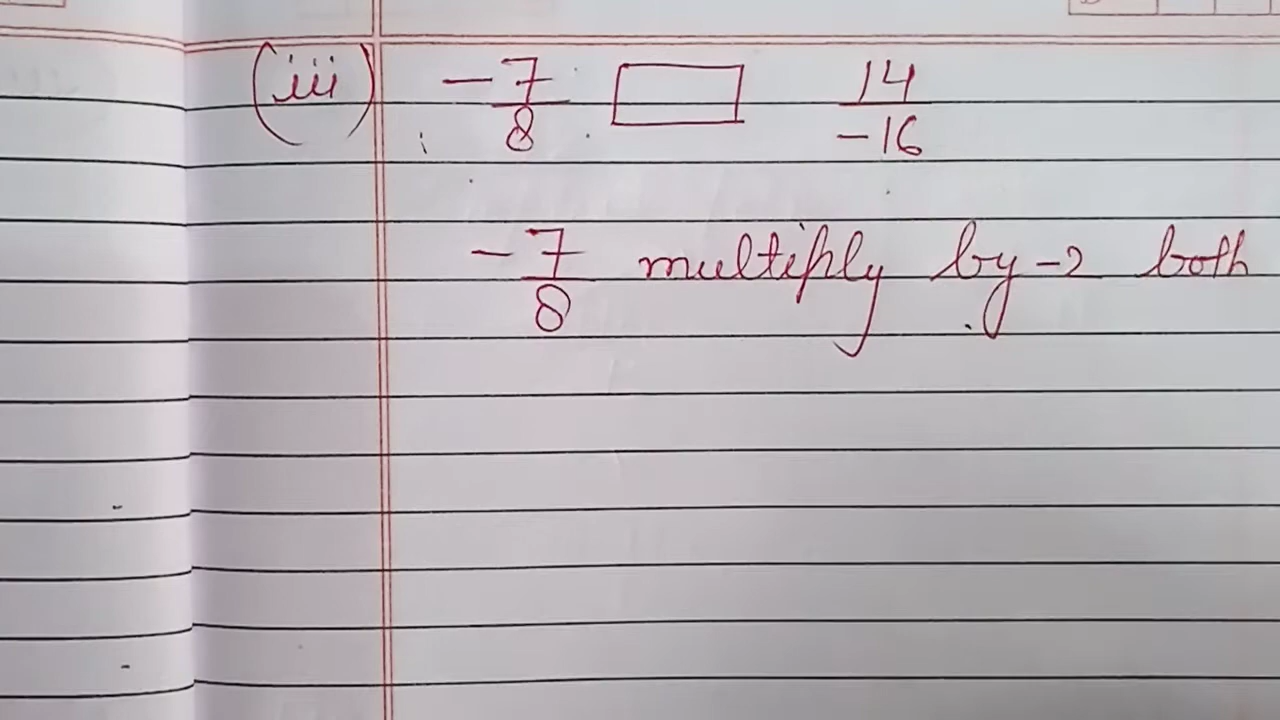 (iii) -7/8 □ 14/-16
-7/8 multiply by -2 both